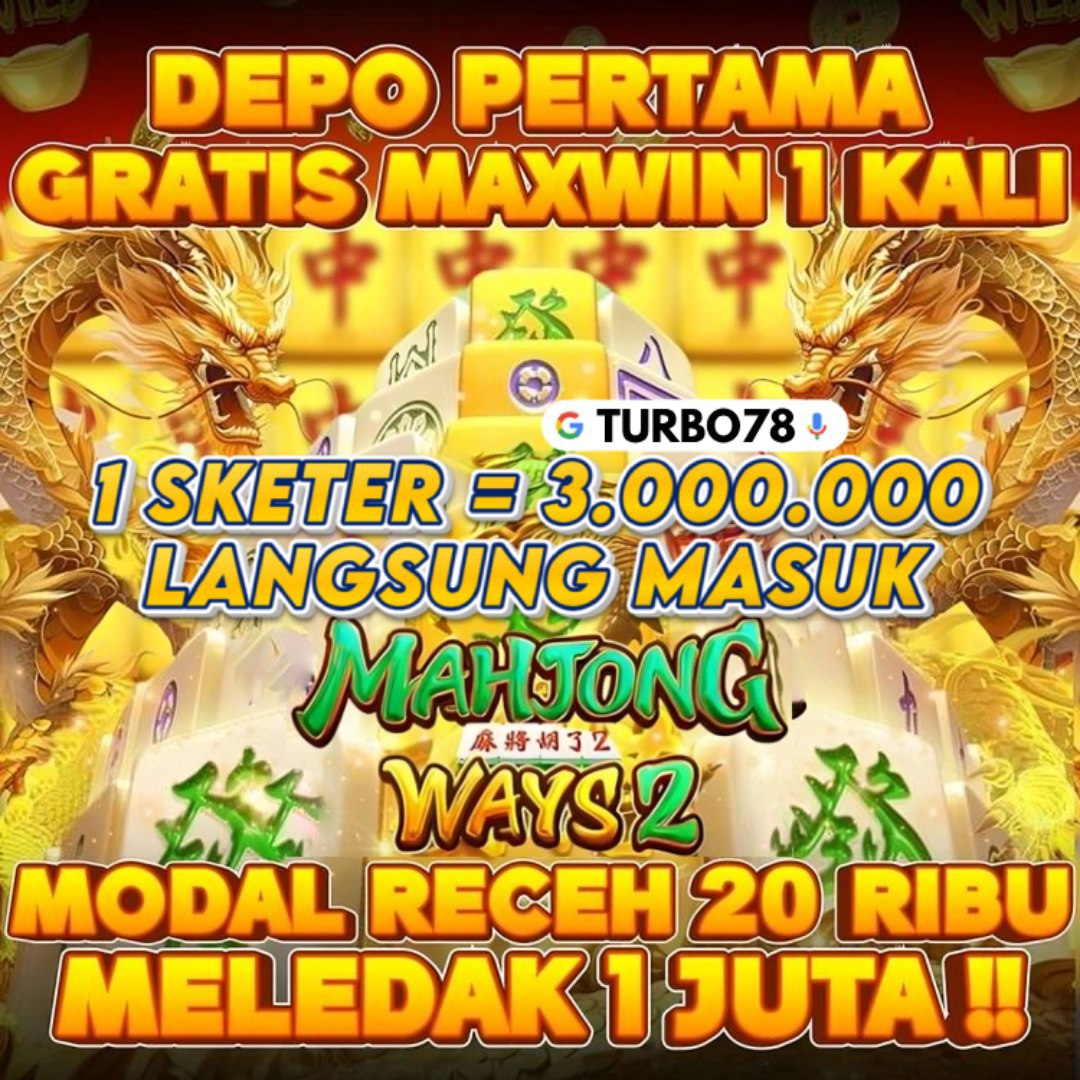 DEPO PERTAMA
GRATIS MAXWIN 1 KALI
TURBO78
1 SKETER = 3.000.000
LANGSUNG MASUK
MAHJONG
麻將胡了2
WAYS 2
MODAL RECEH 20 RIBU
MELEDAK 1 JUTA !!